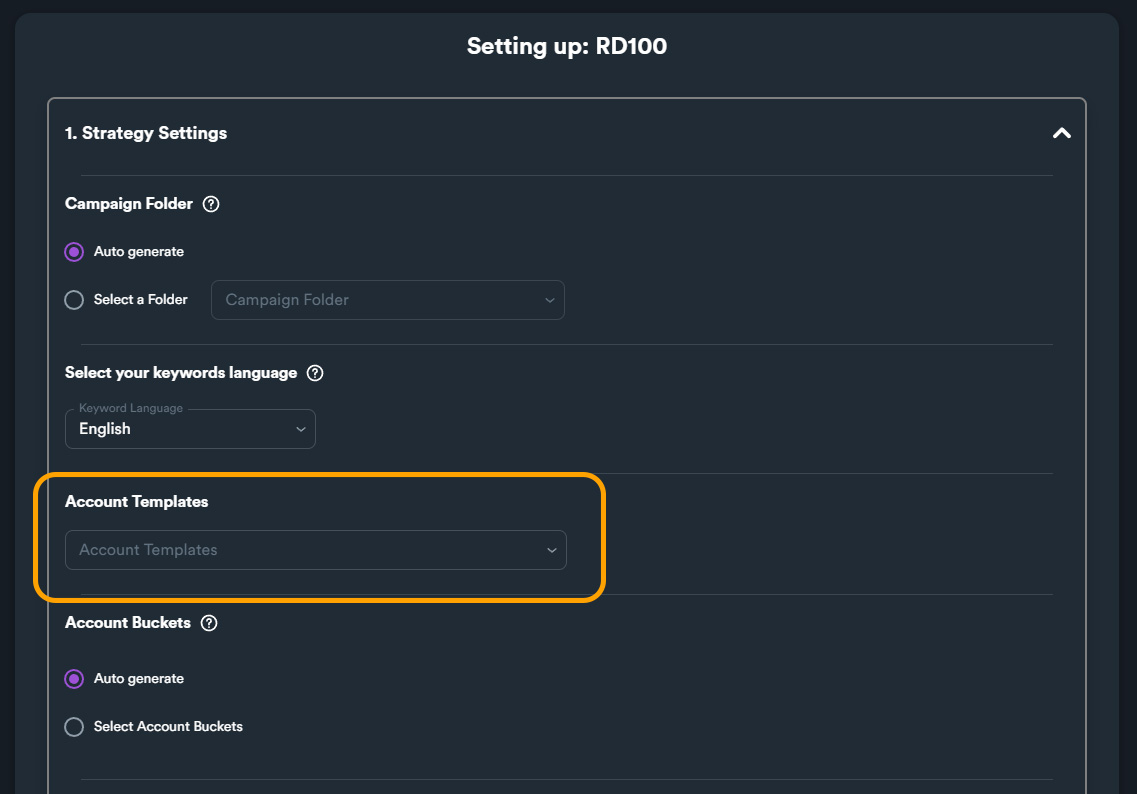 Setting up: RD100
1. Strategy Settings
Campaign Folder ?
Auto generate
Select a Folder Campaign Folder
Select your keywords language ?
Keyword Language
English
Account Templates
Account Templates
Account Buckets ?
Auto generate
Select Account Buckets